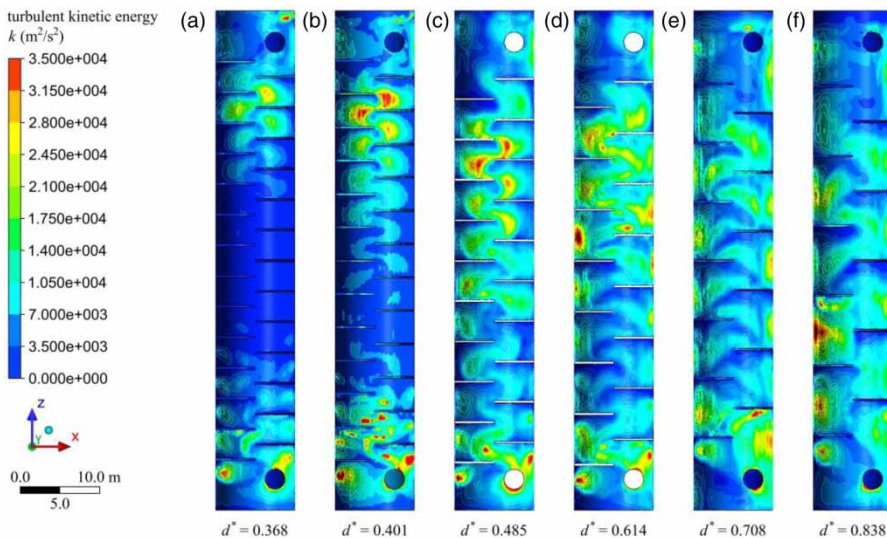 turbulent kinetic energy
k (m²/s²)
3.500e+004
3.150e+004
2.800e+004
2.450e+004
2.100e+004
1.750e+004
1.400e+004
1.050e+004
7.000e+003
3.500e+003
0.000e+000
Z
Y
X
0.0 10.0 m
5.0
(a) (b) (c) (d) (e) (f)
d* = 0.368 d* = 0.401 d* = 0.485 d* = 0.614 d* = 0.708 d* = 0.838